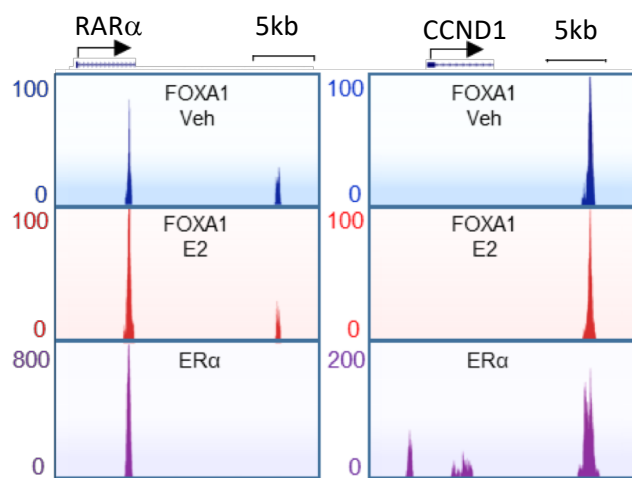 RARα 5kb CCND1 5kb
100 FOXA1 Veh 0
100 FOXA1 Veh 0
100 FOXA1 E2 0
100 FOXA1 E2 0
800 ERα 0
200 ERα 0